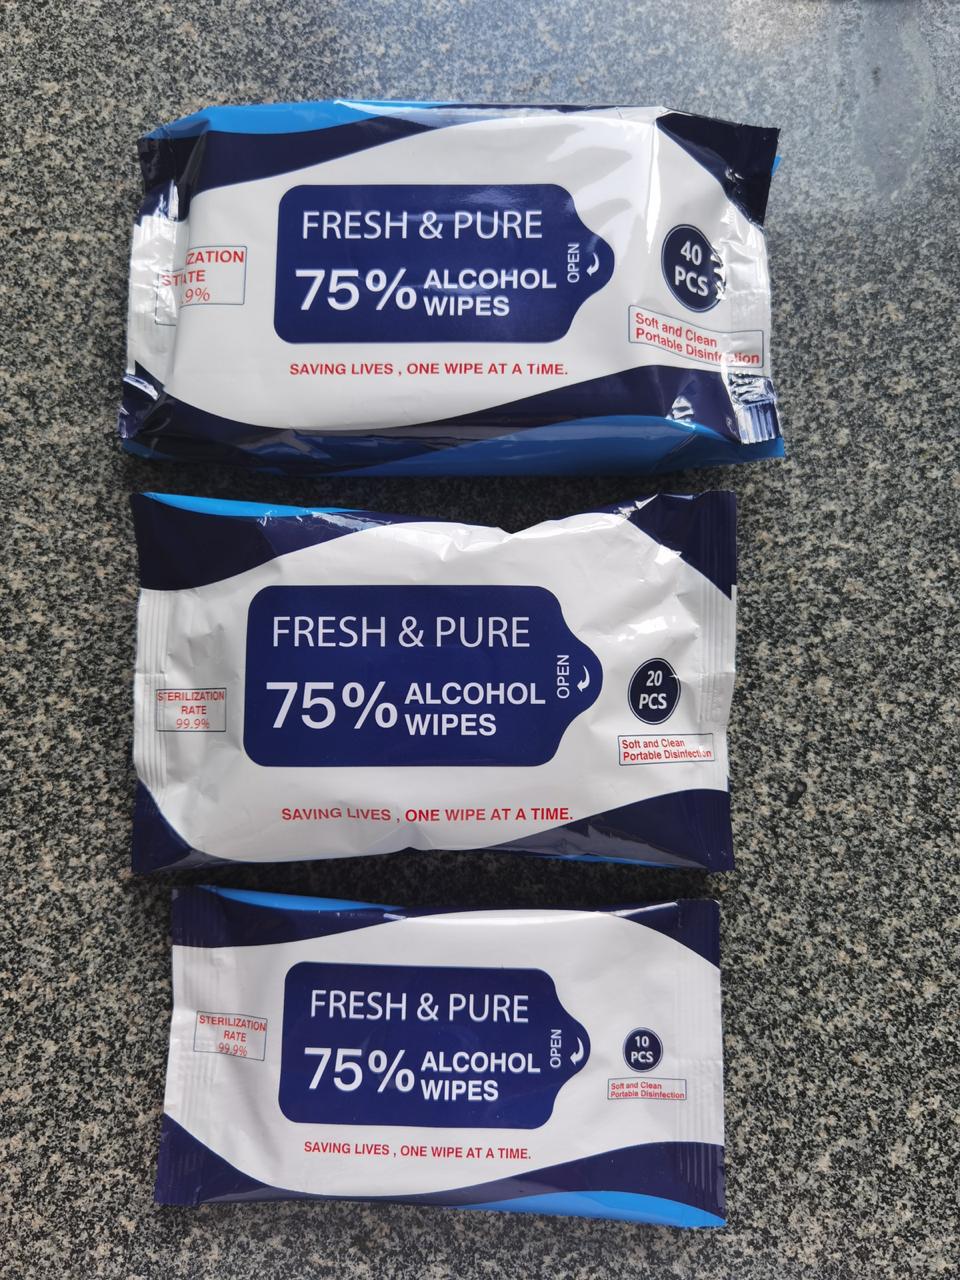 FRESH & PURE
75% ALCOHOL
WIPES
OPEN
IZATION
STATE
.9%
40
PCS
Soft and Clean
Portable Disinfection
SAVING LIVES , ONE WIPE AT A TIME.
FRESH & PURE
75% ALCOHOL
WIPES
OPEN
STERILIZATION
RATE
99.9%
20
PCS
Soft and Clean
Portable Disinfection
SAVING LIVES , ONE WIPE AT A TIME.
FRESH & PURE
75% ALCOHOL
WIPES
OPEN
STERILIZATION
RATE
99.9%
10
PCS
Soft and Clean
Portable Disinfection
SAVING LIVES , ONE WIPE AT A TIME.